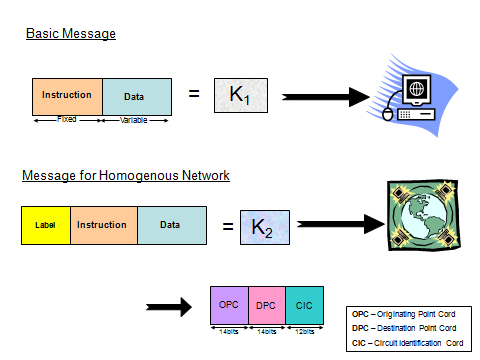 Basic Message
Instruction Data = K1
Fixed Variable
Message for Homogenous Network
Label Instruction Data = K2
OPC DPC CIC
14bits 14bits 12bits
OPC – Originating Point Cord
DPC – Destination Point Cord
CIC – Circuit Identification Cord